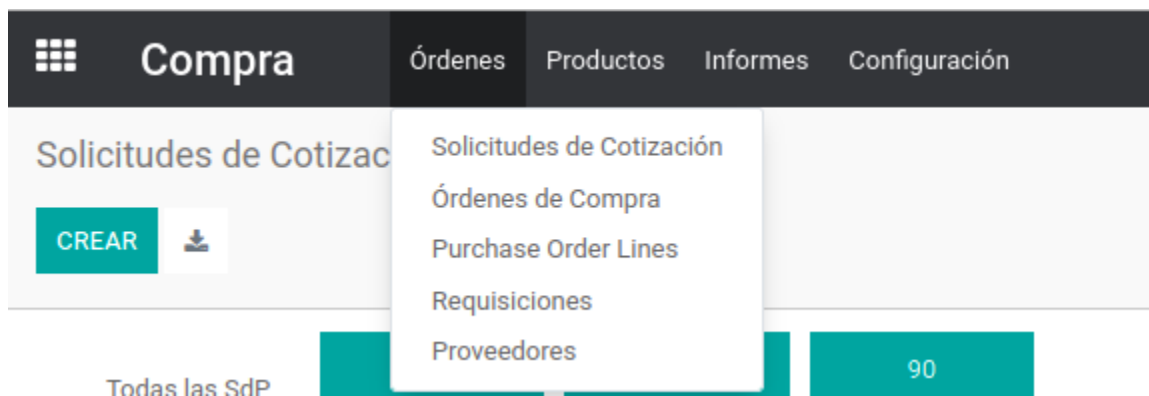 Compra
Órdenes
Productos
Informes
Configuración
Solicitudes de Cotizac
Solicitudes de Cotización
Órdenes de Compra
Purchase Order Lines
Requisiciones
Proveedores
CREAR
Todas las SdP
90